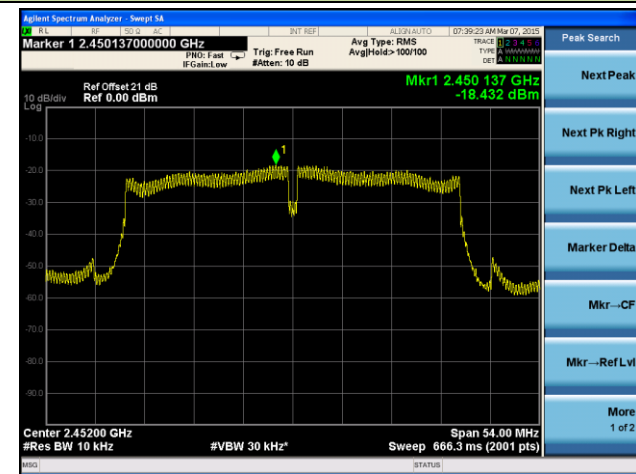 Agilent Spectrum Analyzer - Swept SA
RL RF 50 Ω AC INT REF ALIGN AUTO 07:39:23 AM Mar 07, 2015
Marker 1 2.450137000000 GHz
PNO: Fast
IFGain:Low
Trig: Free Run
#Atten: 10 dB
Avg Type: RMS
Avg|Hold:>100/100
TRACE 1 2 3 4 5 6
TYPE A WWWWW
DET A N N N N N
Peak Search
Next Peak
Next Pk Right
Next Pk Left
Marker Delta
Mkr→CF
Mkr→RefLvl
More
1 of 2
Ref Offset 21 dB
10 dB/div Ref 0.00 dBm
Log
Mkr1 2.450 137 GHz
-18.432 dBm
1
-10.0
-20.0
-30.0
-40.0
-50.0
-60.0
-70.0
-80.0
-90.0
Center 2.45200 GHz Span 54.00 MHz
#Res BW 10 kHz #VBW 30 kHz* Sweep 666.3 ms (2001 pts)
MSG STATUS